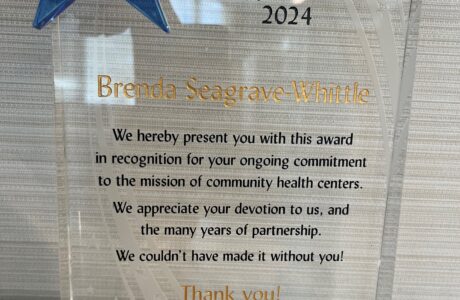 2024
Brenda Seagrave-Whittle
We hereby present you with this award
in recognition for your ongoing commitment
to the mission of community health centers.
We appreciate your devotion to us, and
the many years of partnership.
We couldn't have made it without you!
Thank you!